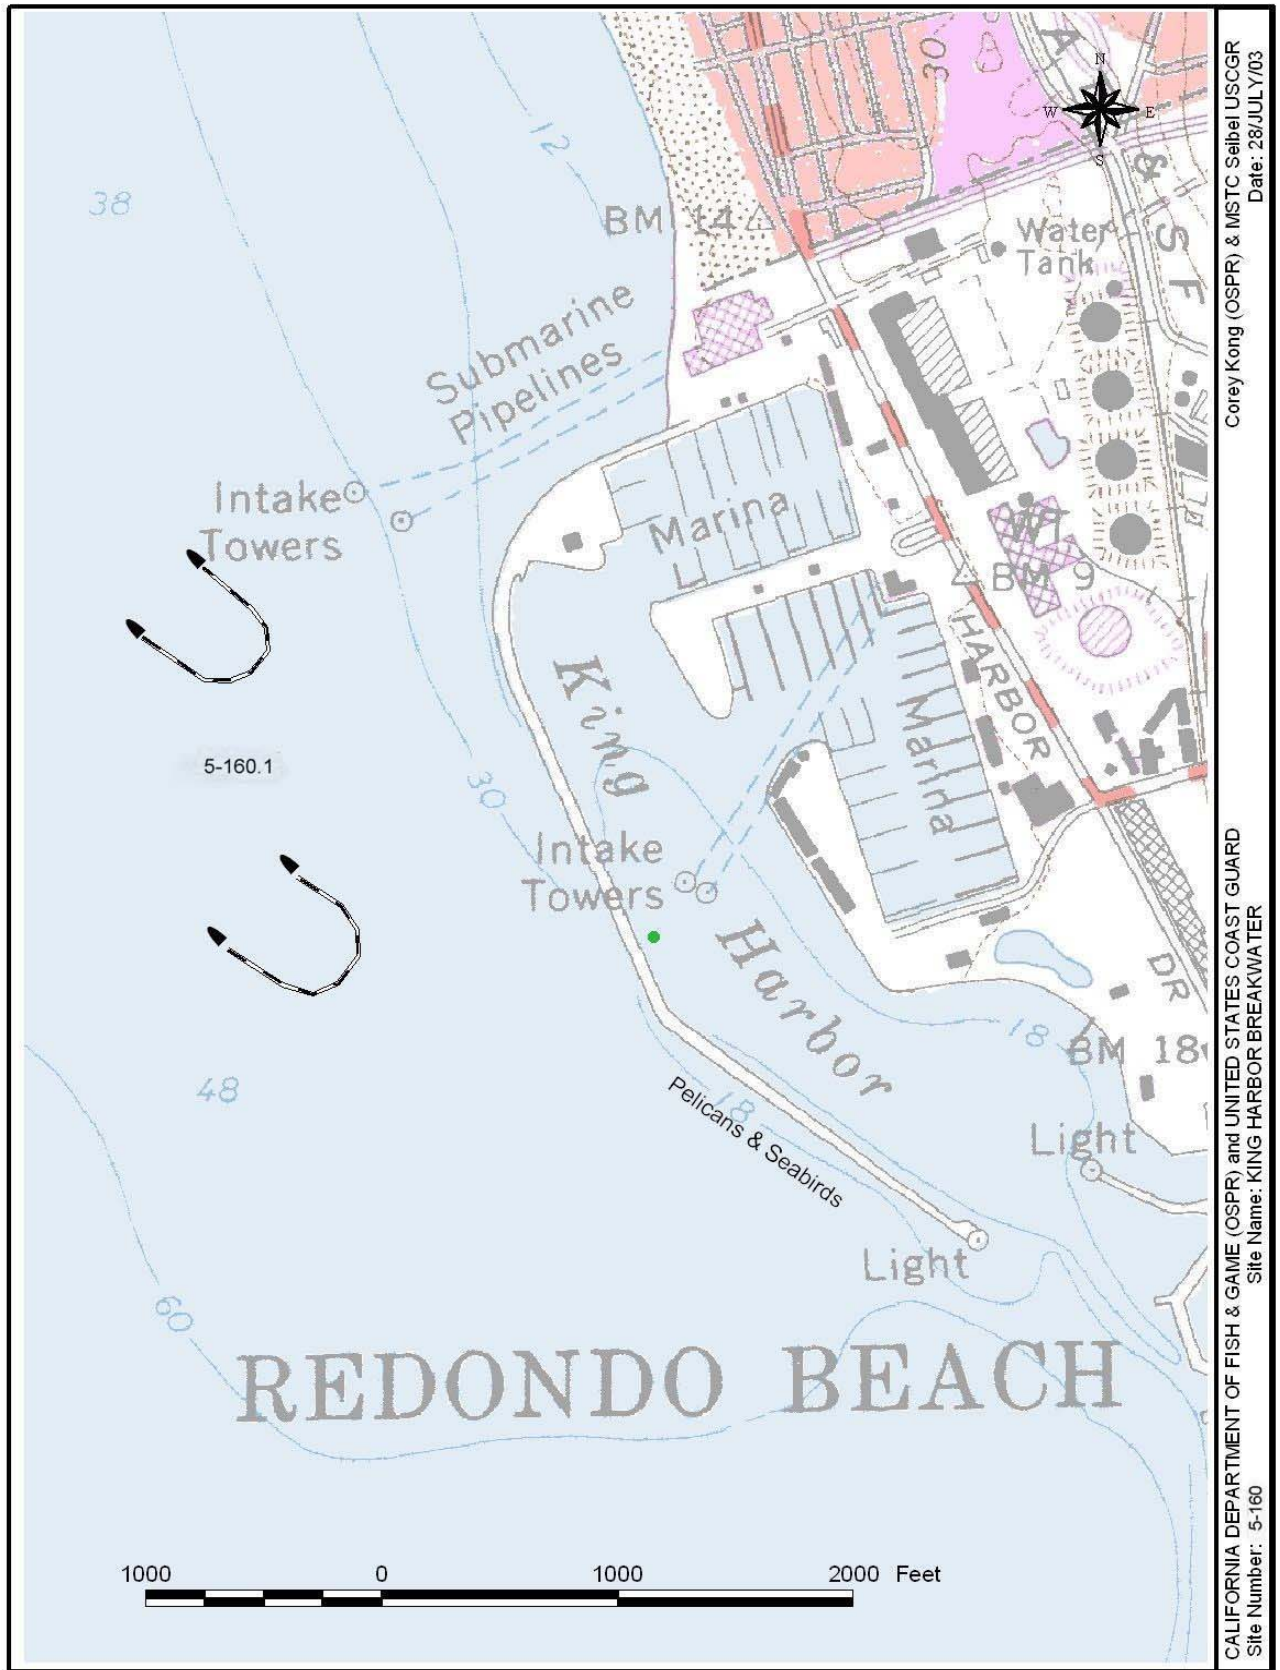 12
38
30
A
&
SF
N
W
E
S
BM 14
Water
Tank
Submarine
Pipelines
Intake
Towers
Marina
WT
BM 9
HARBOR
King
Marina
5-160.1
30
Intake
Towers
Harbor
DR
18
BM 18
48
Pelicans & Seabirds
18
Light
Light
60
REDONDO BEACH
1000 0 1000 2000 Feet
CALIFORNIA DEPARTMENT OF FISH & GAME (OSPR) and UNITED STATES COAST GUARD
Corey Kong (OSPR) & MSTC Seibel USCGR
Site Number: 5-160
Site Name: KING HARBOR BREAKWATER
Date: 28/JULY/03